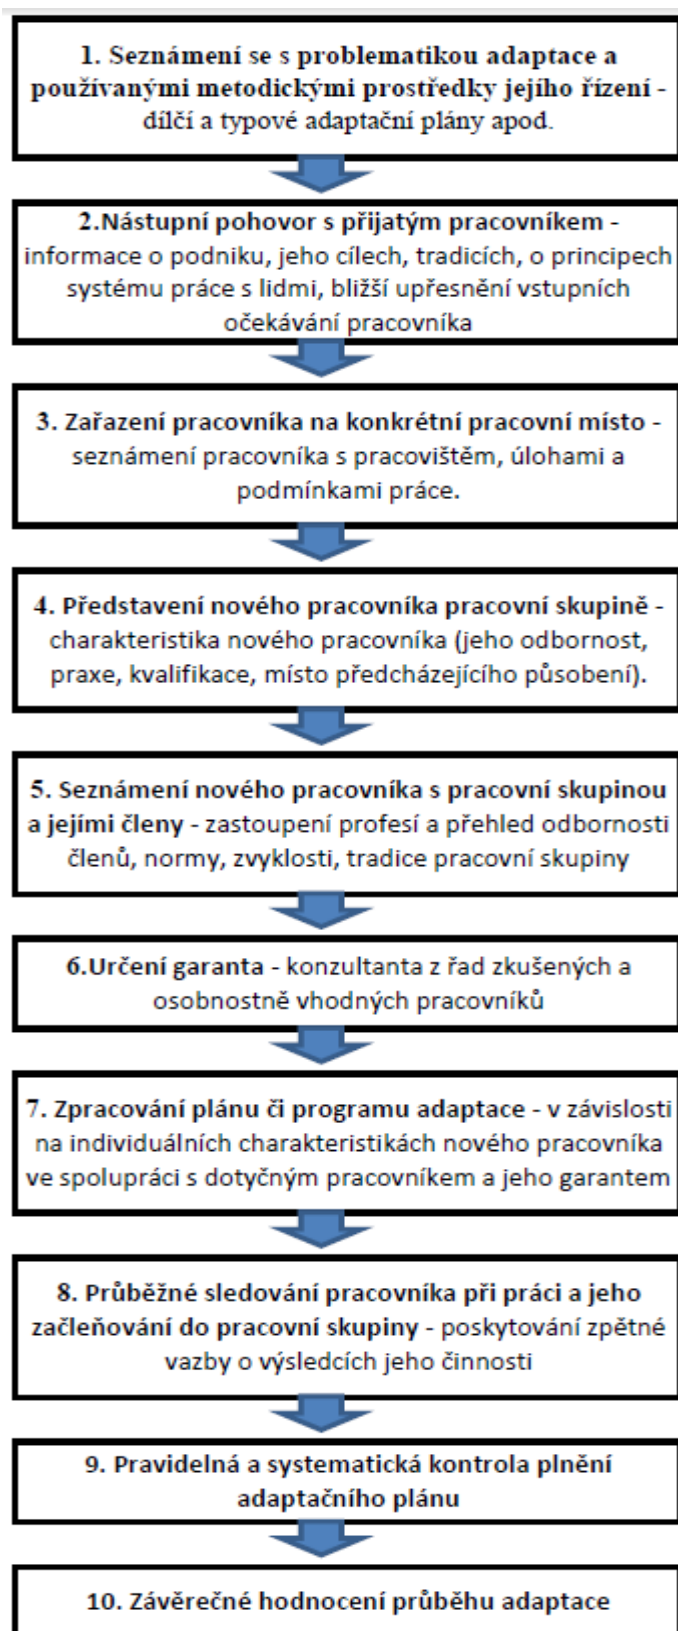 1. Seznámení se s problematikou adaptace a
používanými metodickými prostředky jejího řízení -
dílčí a typové adaptační plány apod.
2.Nástupní pohovor s přijatým pracovníkem -
informace o podniku, jeho cílech, tradicích, o principech
systému práce s lidmi, bližší upřesnění vstupních
očekávání pracovníka
3. Zařazení pracovníka na konkrétní pracovní místo -
seznámení pracovníka s pracovištěm, úlohami a
podmínkami práce.
4. Představení nového pracovníka pracovní skupině -
charakteristika nového pracovníka (jeho odbornost,
praxe, kvalifikace, místo předcházejícího působení).
5. Seznámení nového pracovníka s pracovní skupinou
a jejími členy - zastoupení profesí a přehled odbornosti
členů, normy, zvyklosti, tradice pracovní skupiny
6.Určení garanta - konzultanta z řad zkušených a
osobnostně vhodných pracovníků
7. Zpracování plánu či programu adaptace - v závislosti
na individuálních charakteristikách nového pracovníka
ve spolupráci s dotyčným pracovníkem a jeho garantem
8. Průběžné sledování pracovníka při práci a jeho
začleňování do pracovní skupiny - poskytování zpětné
vazby o výsledcích jeho činnosti
9. Pravidelná a systematická kontrola plnění
adaptačního plánu
10. Závěrečné hodnocení průběhu adaptace